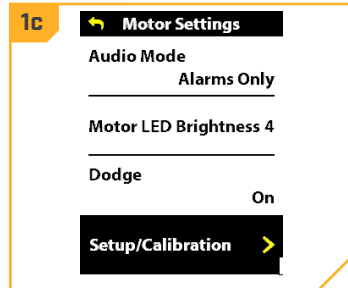 1c
Motor Settings
Audio Mode
Alarms Only
Motor LED Brightness 4
Dodge
On
Setup/Calibration